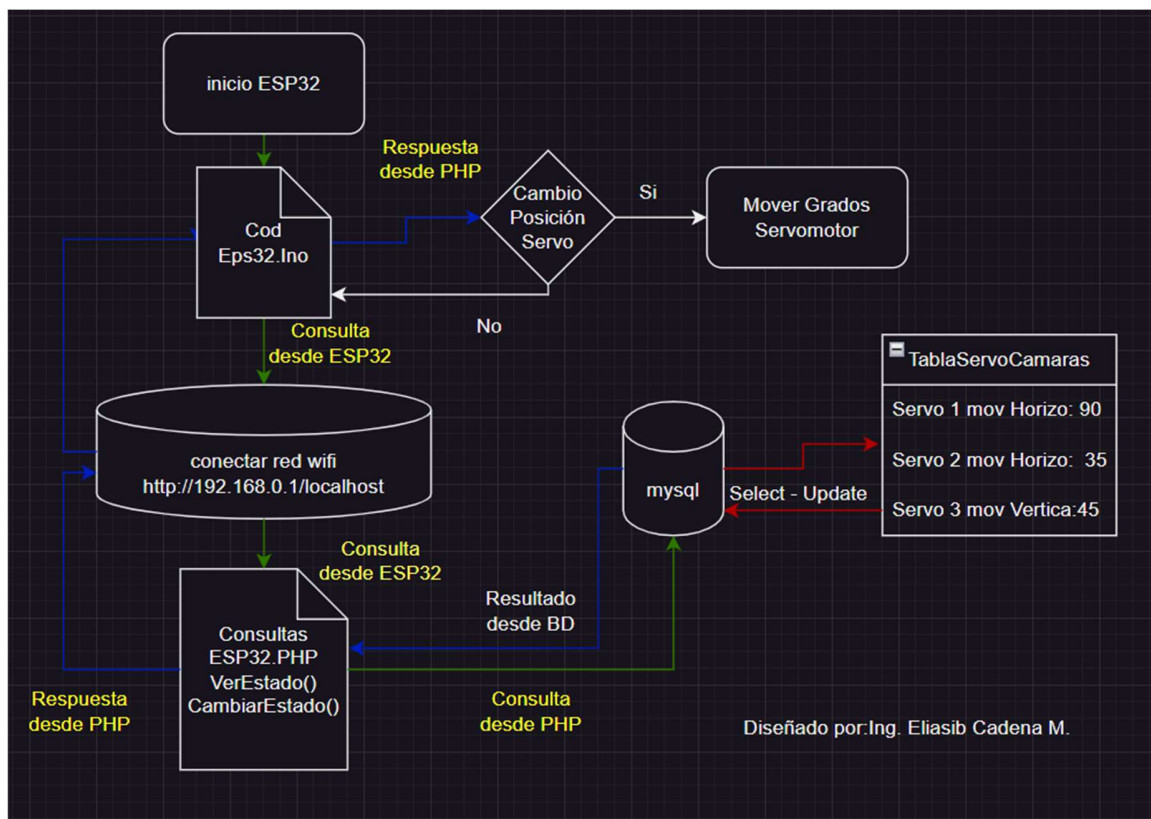 inicio ESP32
Respuesta
desde PHP
Cambio
Posición
Servo
Si
Mover Grados
Servomotor
Cod
Eps32.Ino
No
Consulta
desde ESP32
TablaServoCamaras
Servo 1 mov Horizo: 90
Servo 2 mov Horizo: 35
Servo 3 mov Vertica:45
conectar red wifi
http://192.168.0.1/localhost
mysql
Select - Update
Consulta
desde ESP32
Resultado
desde BD
Consultas
ESP32.PHP
VerEstado()
CambiarEstado()
Respuesta
desde PHP
Consulta
desde PHP
Diseñado por:Ing. Eliasib Cadena M.